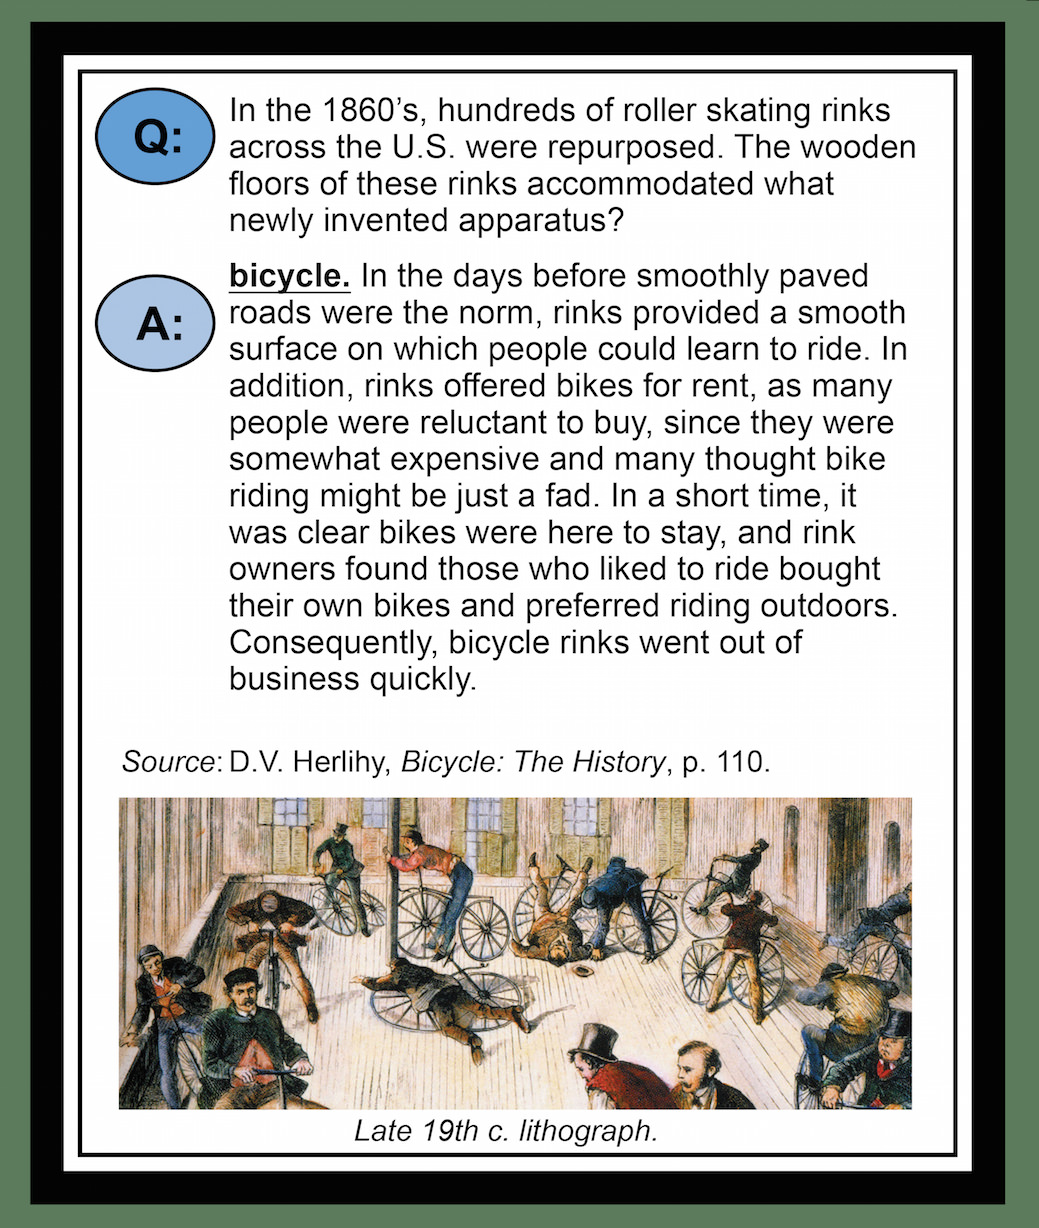 Q:
In the 1860’s, hundreds of roller skating rinks
across the U.S. were repurposed. The wooden
floors of these rinks accommodated what
newly invented apparatus?
A:
bicycle. In the days before smoothly paved
roads were the norm, rinks provided a smooth
surface on which people could learn to ride. In
addition, rinks offered bikes for rent, as many
people were reluctant to buy, since they were
somewhat expensive and many thought bike
riding might be just a fad. In a short time, it
was clear bikes were here to stay, and rink
owners found those who liked to ride bought
their own bikes and preferred riding outdoors.
Consequently, bicycle rinks went out of
business quickly.
Source: D.V. Herlihy, Bicycle: The History, p. 110.
Late 19th c. lithograph.